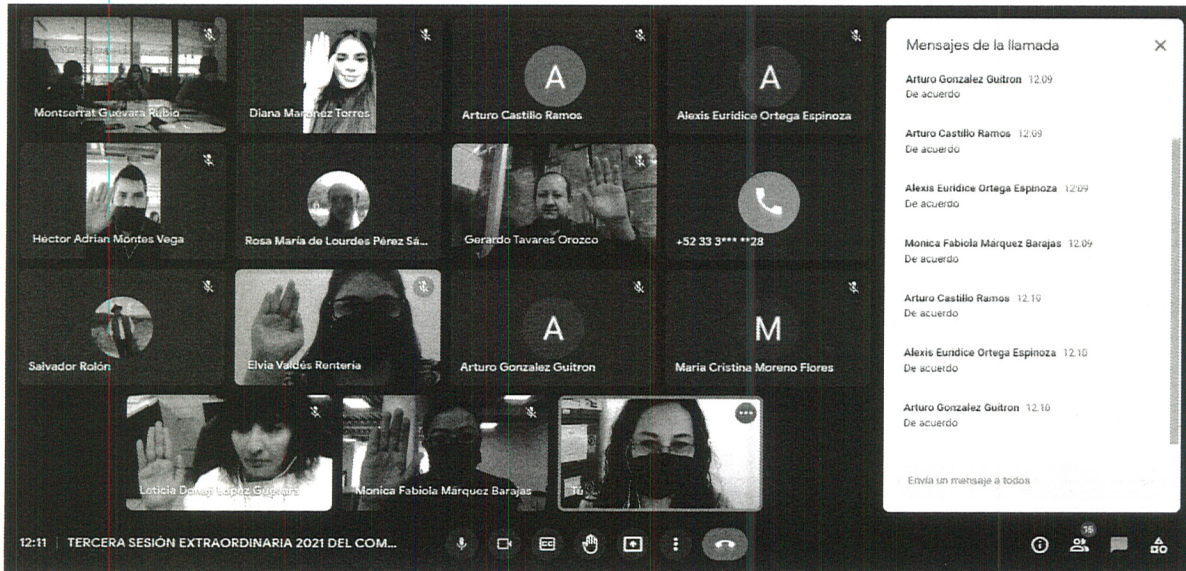 Montserrat Guevara Rubio
Diana Martínez Torres
A
Arturo Castillo Ramos
A
Alexis Euridice Ortega Espinoza
Héctor Adrian Montes Vega
Rosa María de Lourdes Pérez Sá...
Gerardo Tavares Orozco
+52 33 3*** **28
Salvador Rolón
Elvia Valdés Rentería
A
Arturo Gonzalez Guitron
M
Maria Cristina Moreno Flores
Leticia López
Monica Fabiola Márquez Barajas
Tú
12:11 | TERCERA SESIÓN EXTRAORDINARIA 2021 DEL COM...
CC
Mensajes de la llamada
Arturo Gonzalez Guitron 12:09
De acuerdo
Arturo Castillo Ramos 12:09
De acuerdo
Alexis Euridice Ortega Espinoza 12:09
De acuerdo
Monica Fabiola Márquez Barajas 12:09
De acuerdo
Arturo Castillo Ramos 12:10
De acuerdo
Alexis Euridice Ortega Espinoza 12:10
De acuerdo
Arturo Gonzalez Guitron 12:10
De acuerdo
Envía un mensaje a todos